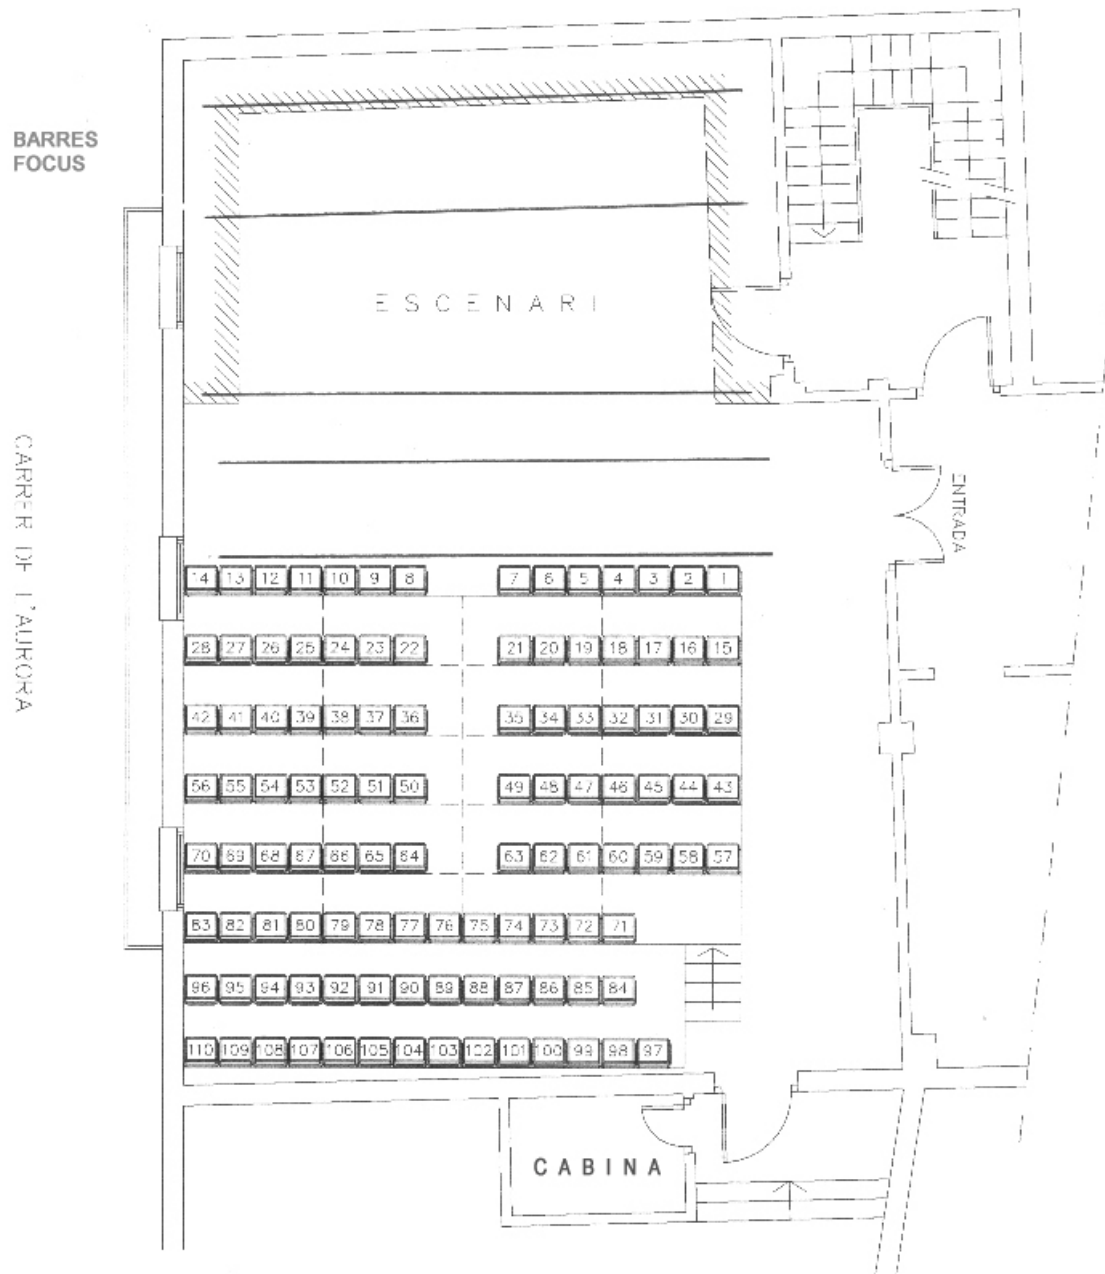 BARRES
FOCUS
ESCENARI
CARRER DE L'AURORA
ENTRADA
14 13 12 11 10 9 8 7 6 5 4 3 2 1
28 27 26 25 24 23 22 21 20 19 18 17 16 15
42 41 40 39 38 37 36 35 34 33 32 31 30 29
56 55 54 53 52 51 50 49 48 47 46 45 44 43
70 69 68 67 66 65 64 63 62 61 60 59 58 57
83 82 81 80 79 78 77 76 75 74 73 72 71
96 95 94 93 92 91 90 89 88 87 86 85 84
110 109 108 107 106 105 104 103 102 101 100 99 98 97
CABINA